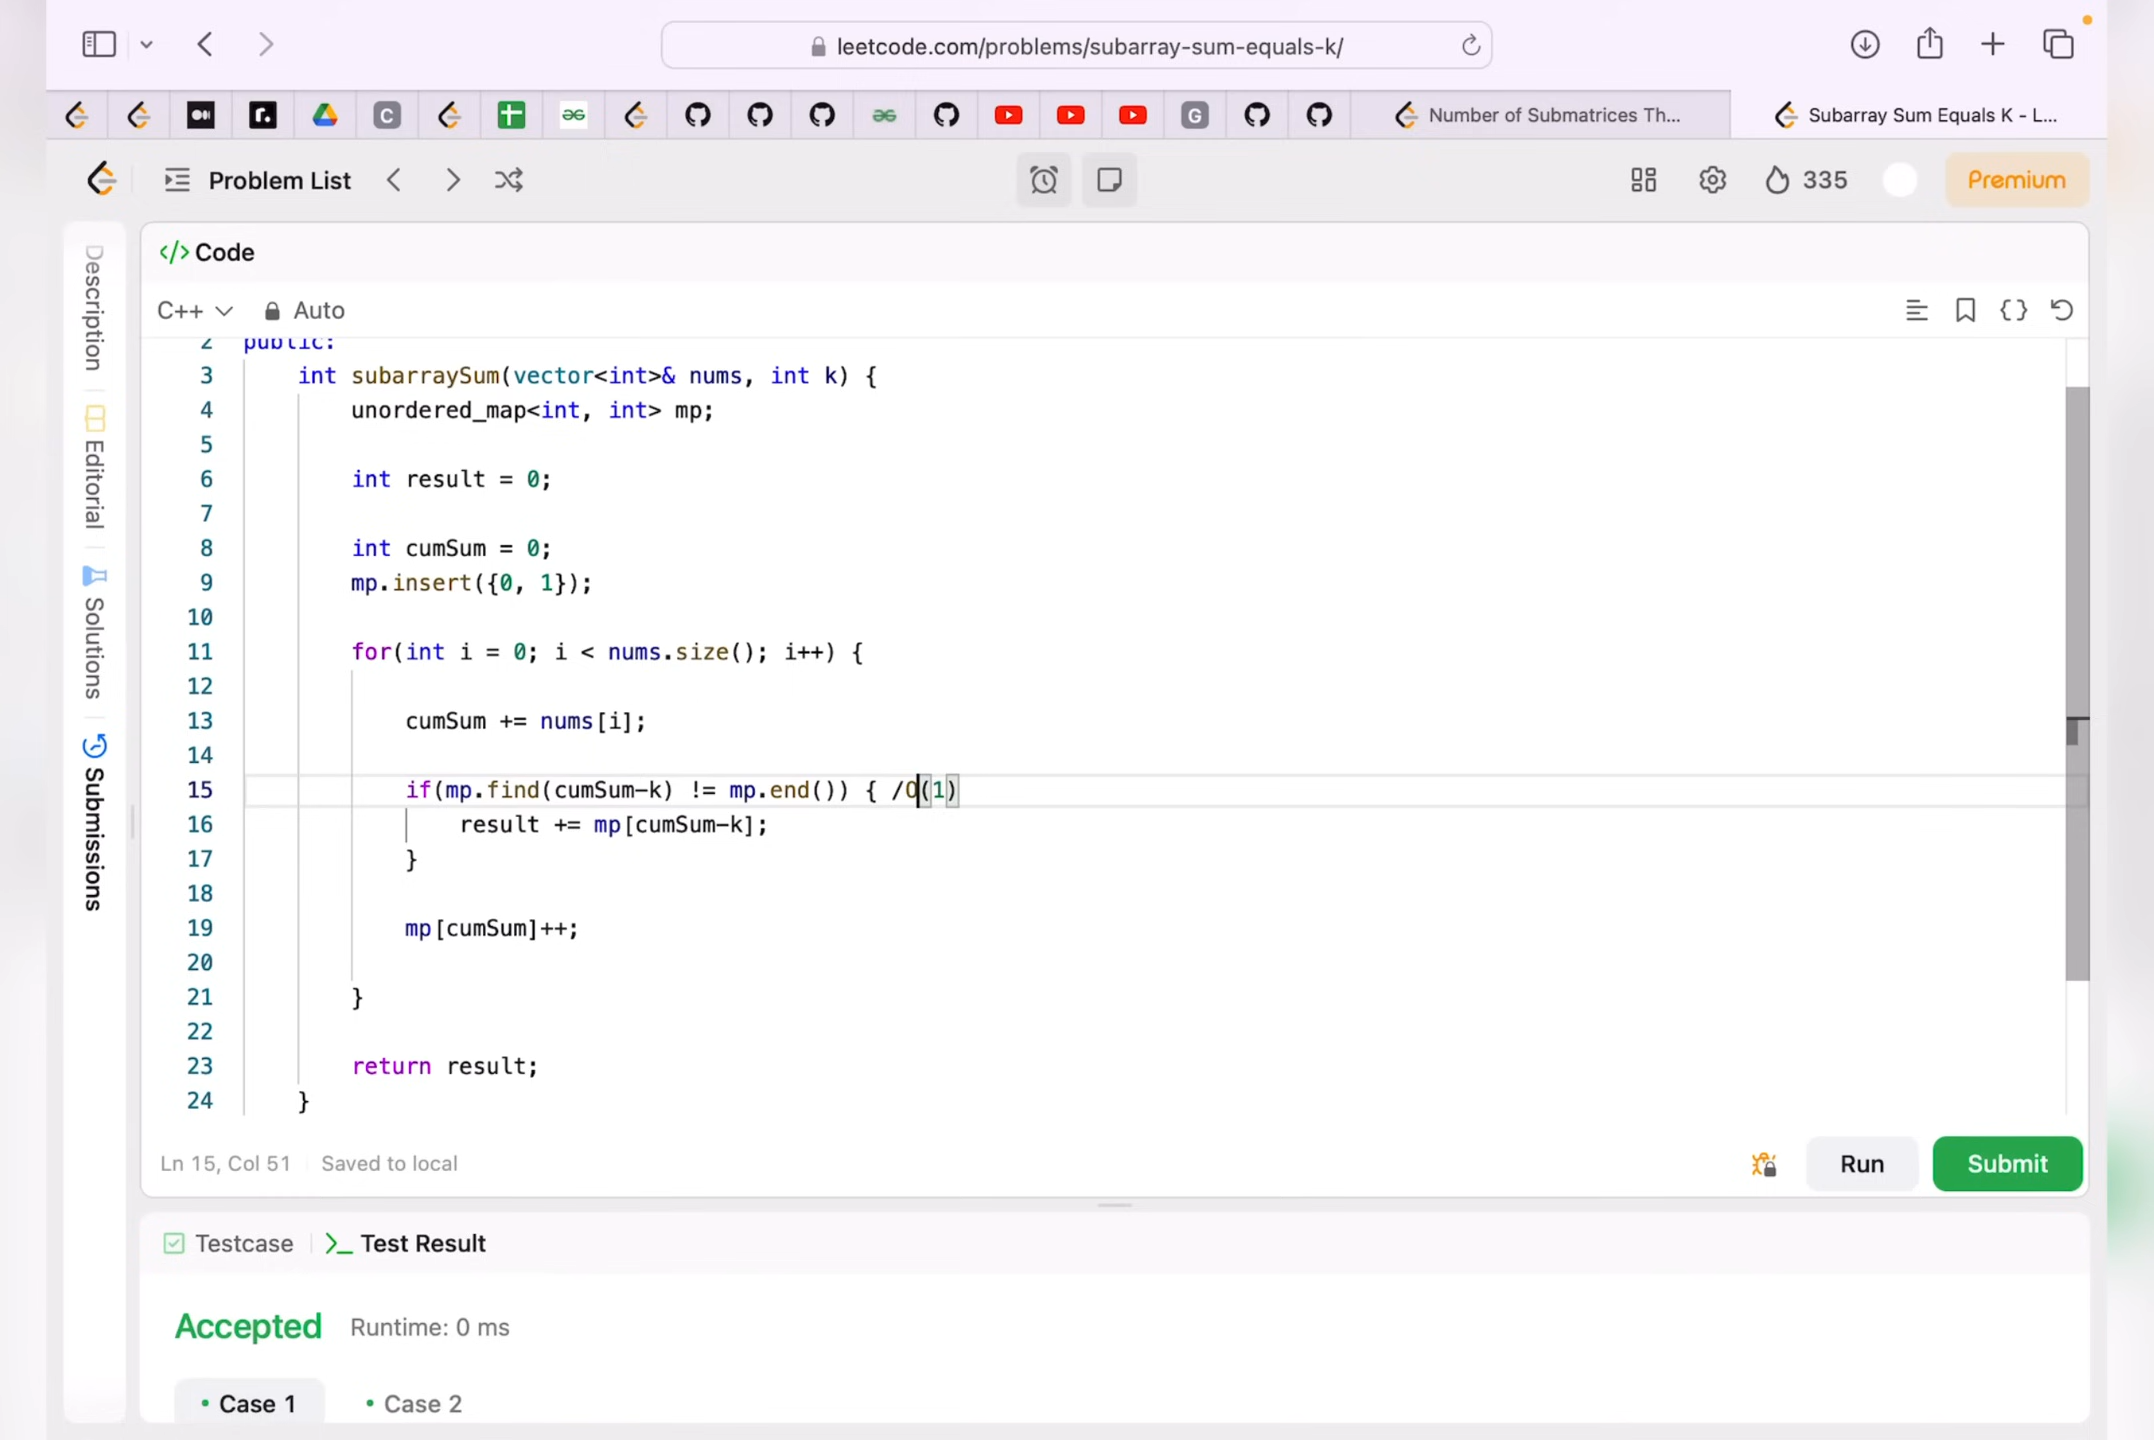 leetcode.com/problems/subarray-sum-equals-k/
C
G
Number of Submatrices Th...
Subarray Sum Equals K - L...
Problem List
335
Premium
Description
Editorial
Solutions
Submissions
</> Code
C++
Auto
2 public:
3 int subarraySum(vector<int>& nums, int k) {
4 unordered_map<int, int> mp;
5
6 int result = 0;
7
8 int cumSum = 0;
9 mp.insert({0, 1});
10
11 for(int i = 0; i < nums.size(); i++) {
12
13 cumSum += nums[i];
14
15 if(mp.find(cumSum-k) != mp.end()) { /O(1)
16 result += mp[cumSum-k];
17 }
18
19 mp[cumSum]++;
20
21 }
22
23 return result;
24 }
Ln 15, Col 51
Saved to local
Run
Submit
Testcase
>_ Test Result
Accepted
Runtime: 0 ms
• Case 1
• Case 2